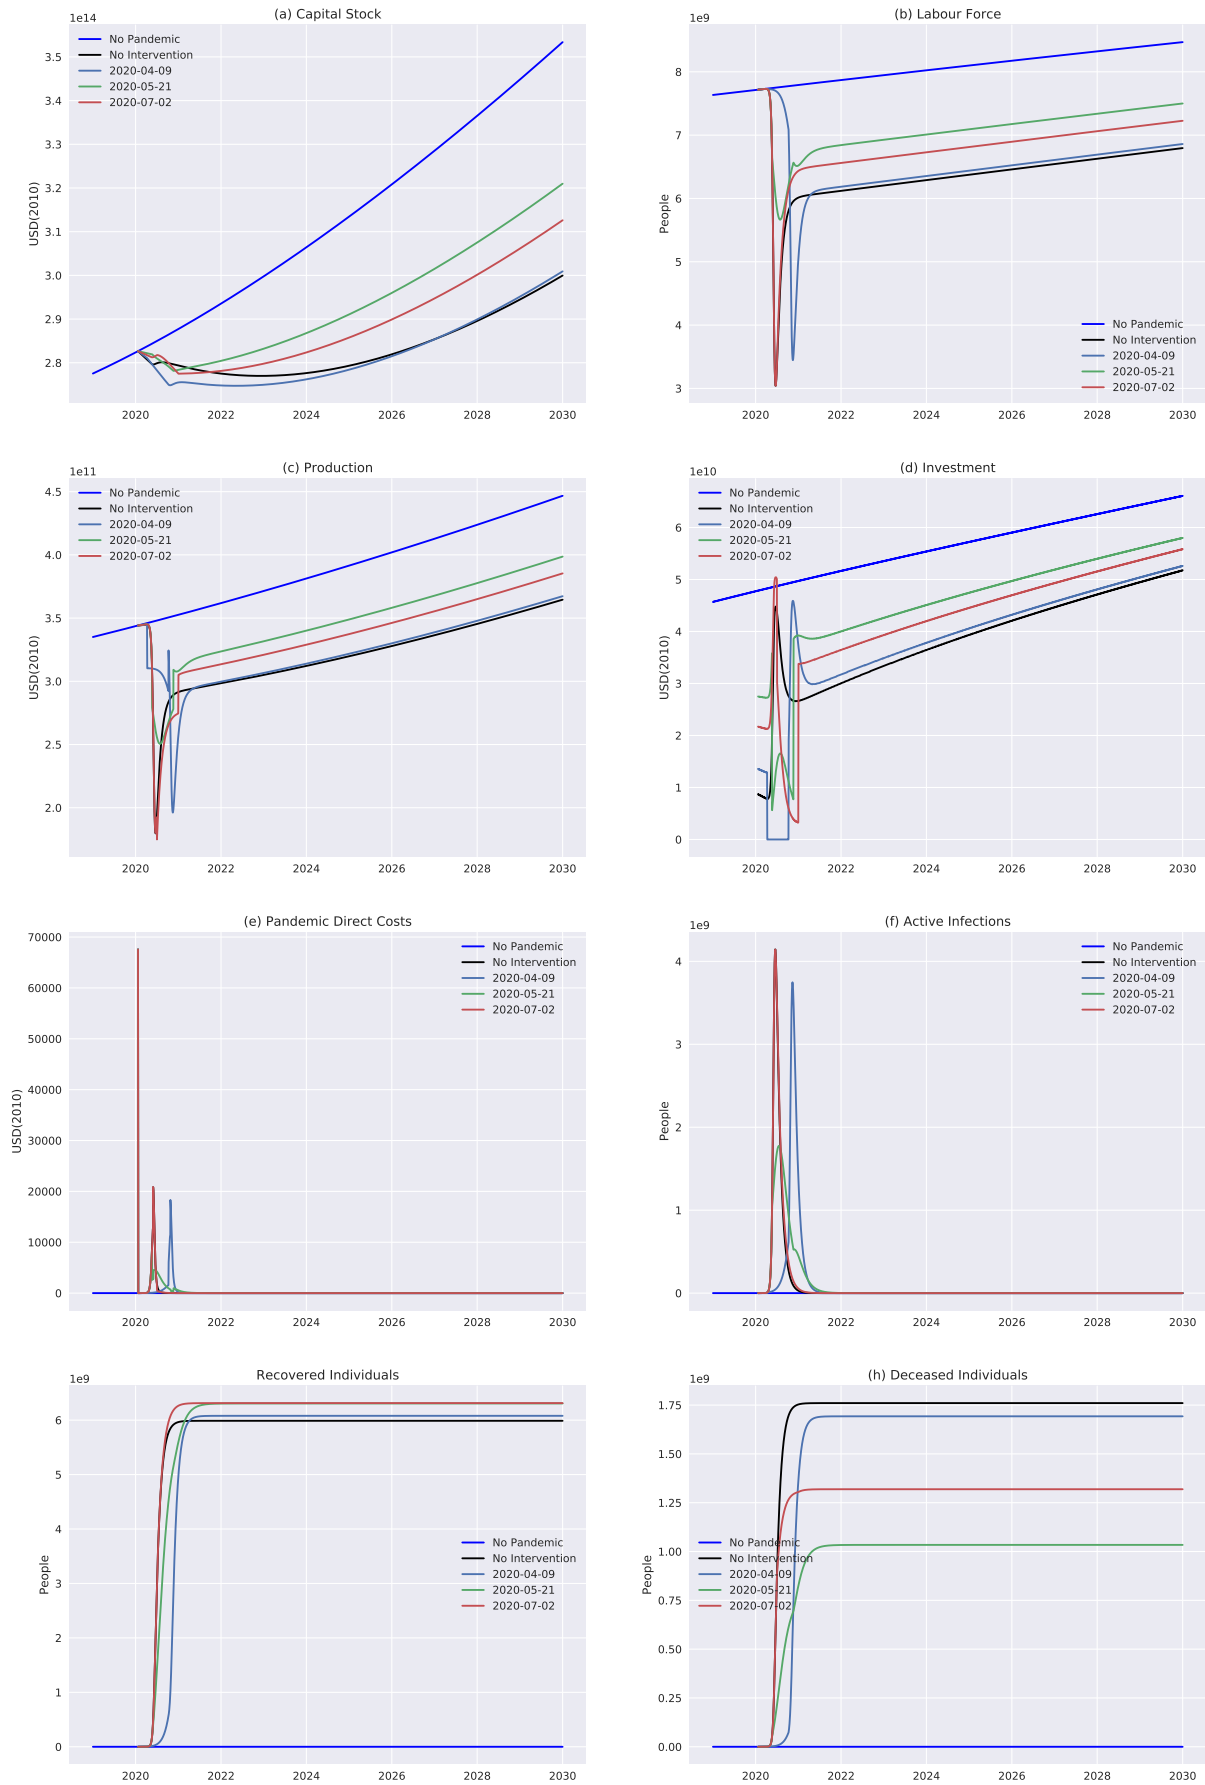 (a) Capital Stock
1e14
USD(2010)
3.5
3.4
3.3
3.2
3.1
3.0
2.9
2.8
No Pandemic
No Intervention
2020-04-09
2020-05-21
2020-07-02
2020 2022 2024 2026 2028 2030
(b) Labour Force
1e9
People
8
7
6
5
4
3
No Pandemic
No Intervention
2020-04-09
2020-05-21
2020-07-02
2020 2022 2024 2026 2028 2030
(c) Production
1e11
USD(2010)
4.5
4.0
3.5
3.0
2.5
2.0
No Pandemic
No Intervention
2020-04-09
2020-05-21
2020-07-02
2020 2022 2024 2026 2028 2030
(d) Investment
1e10
USD(2010)
6
5
4
3
2
1
0
No Pandemic
No Intervention
2020-04-09
2020-05-21
2020-07-02
2020 2022 2024 2026 2028 2030
(e) Pandemic Direct Costs
USD(2010)
70000
60000
50000
40000
30000
20000
10000
0
No Pandemic
No Intervention
2020-04-09
2020-05-21
2020-07-02
2020 2022 2024 2026 2028 2030
(f) Active Infections
1e9
People
4
3
2
1
0
No Pandemic
No Intervention
2020-04-09
2020-05-21
2020-07-02
2020 2022 2024 2026 2028 2030
Recovered Individuals
1e9
People
6
5
4
3
2
1
0
No Pandemic
No Intervention
2020-04-09
2020-05-21
2020-07-02
2020 2022 2024 2026 2028 2030
(h) Deceased Individuals
1e9
People
1.75
1.50
1.25
1.00
0.75
0.50
0.25
0.00
No Pandemic
No Intervention
2020-04-09
2020-05-21
2020-07-02
2020 2022 2024 2026 2028 2030